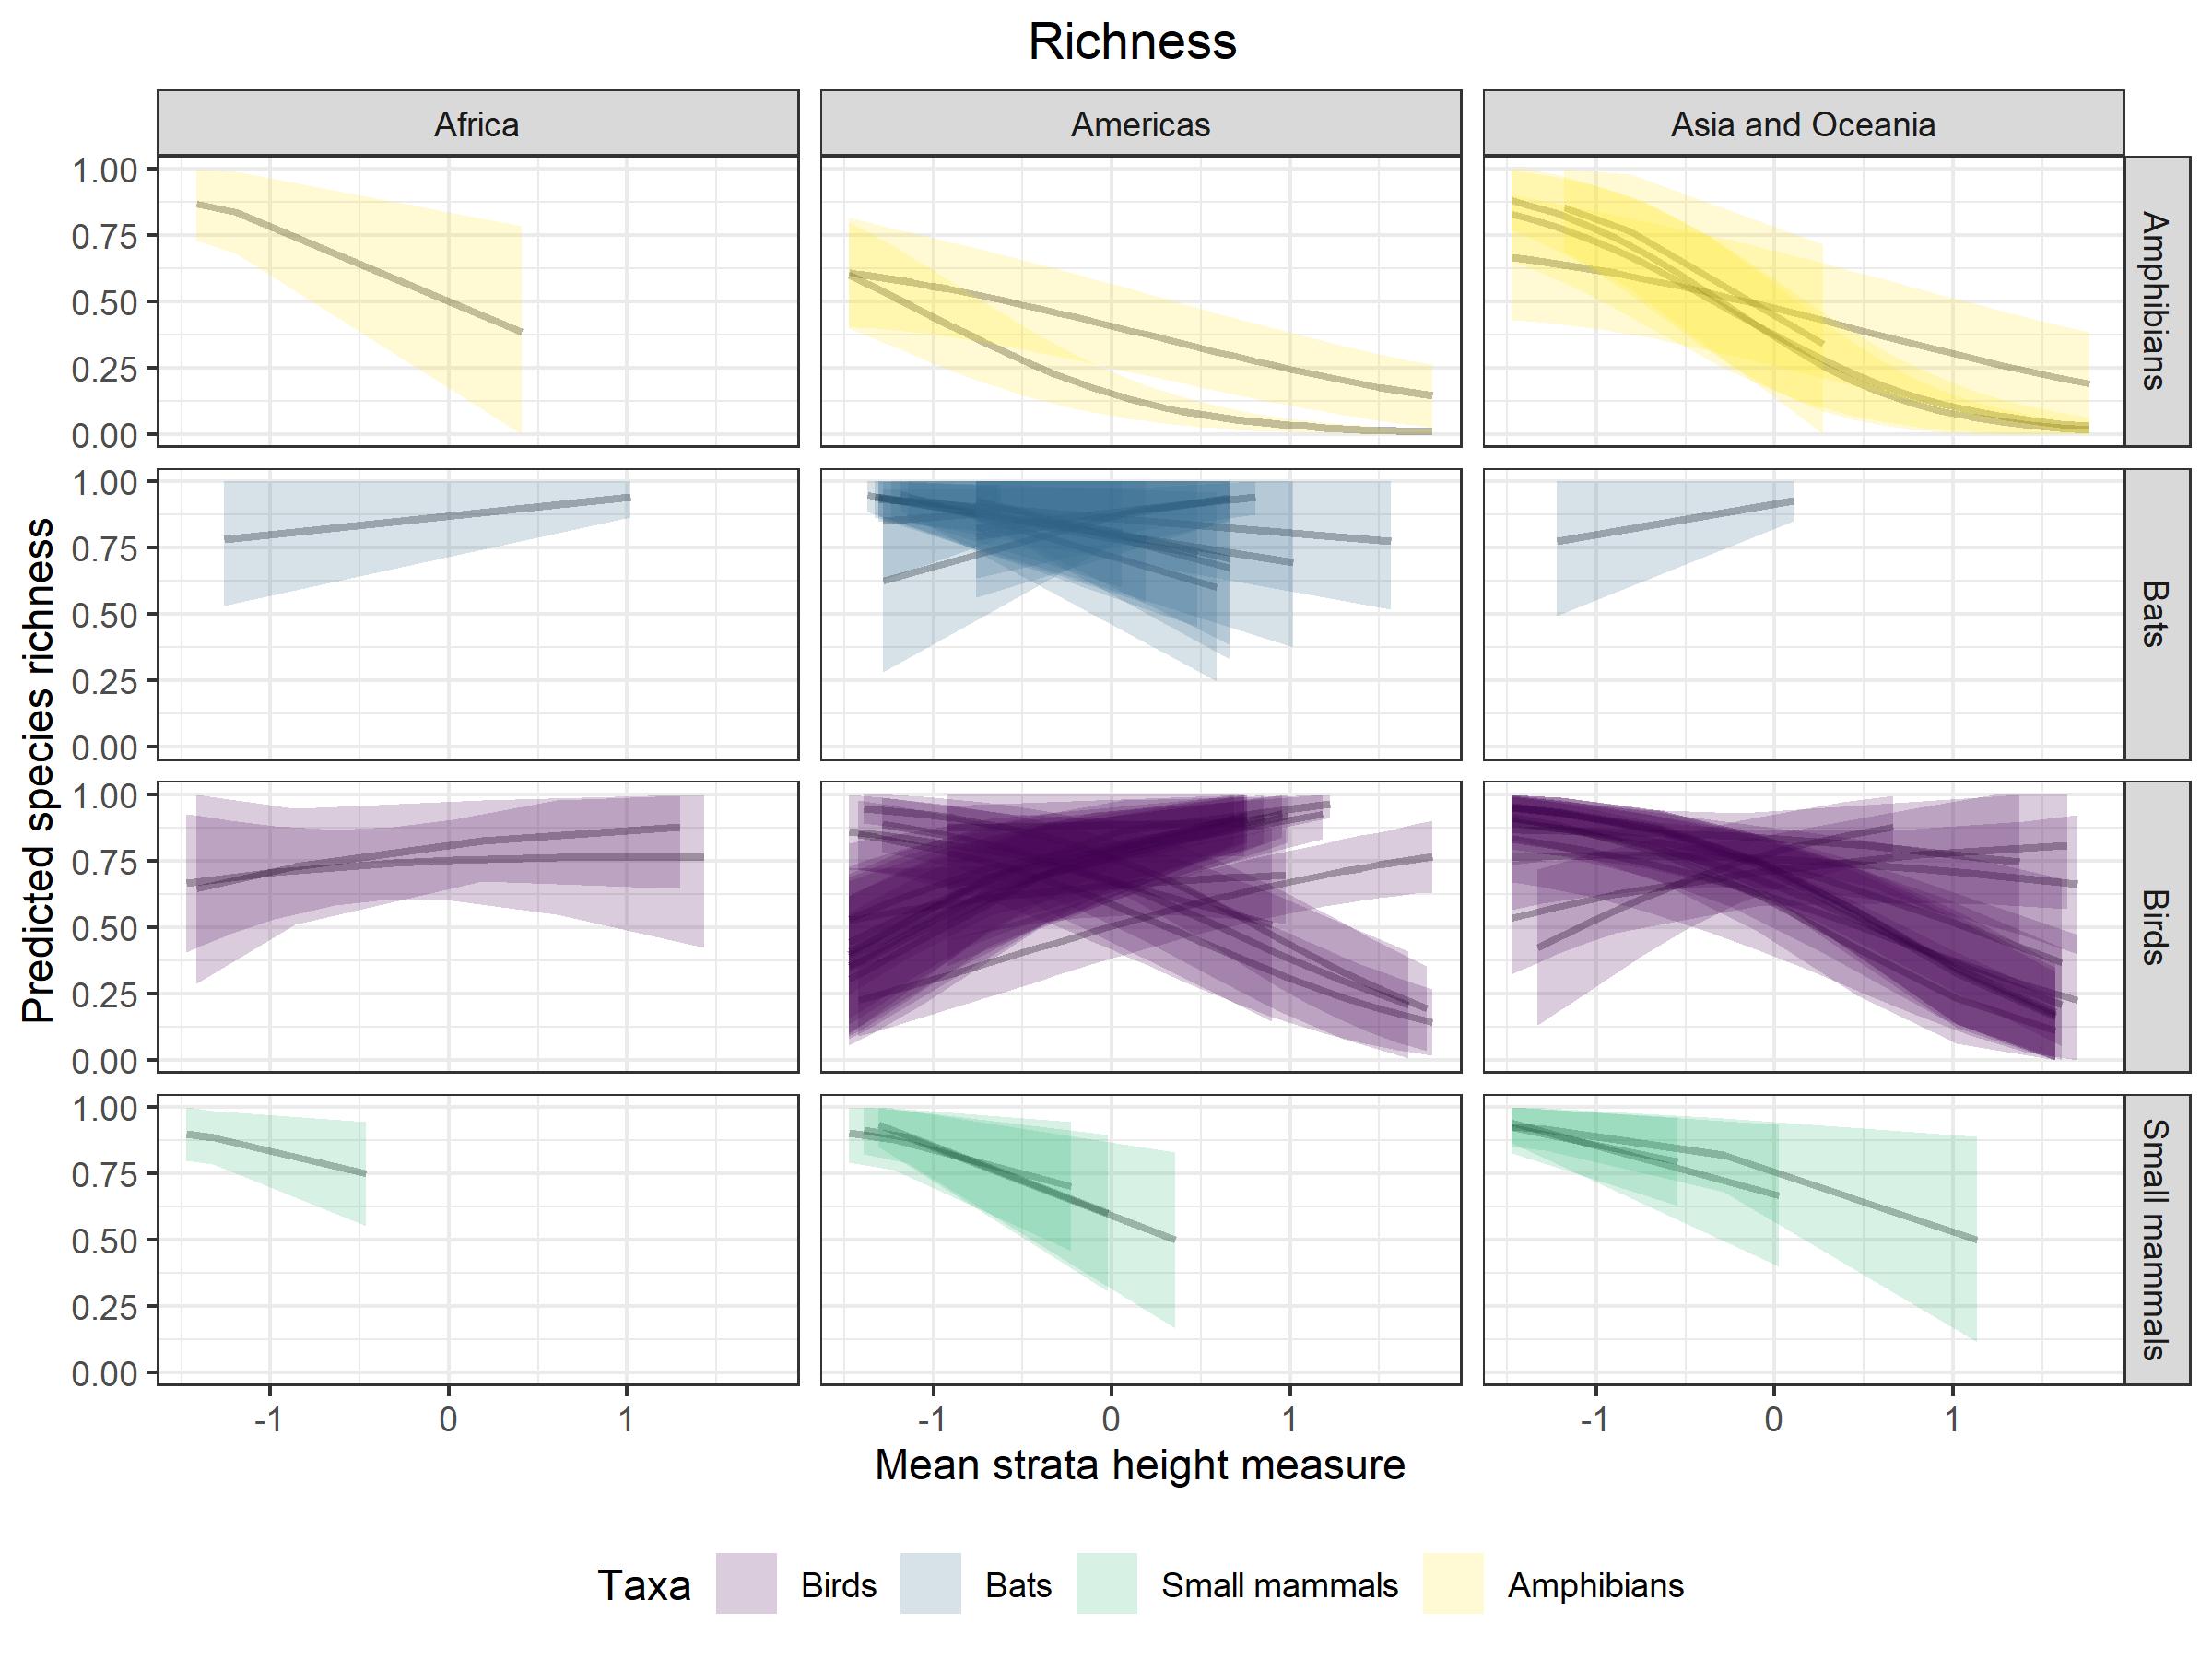 Richness
Africa
Americas
Asia and Oceania
Predicted species richness
1.00
0.75
0.50
0.25
0.00
Amphibians
1.00
0.75
0.50
0.25
0.00
Bats
1.00
0.75
0.50
0.25
0.00
Birds
1.00
0.75
0.50
0.25
0.00
Small mammals
-1 0 1
-1 0 1
-1 0 1
Mean strata height measure
Taxa Birds Bats Small mammals Amphibians